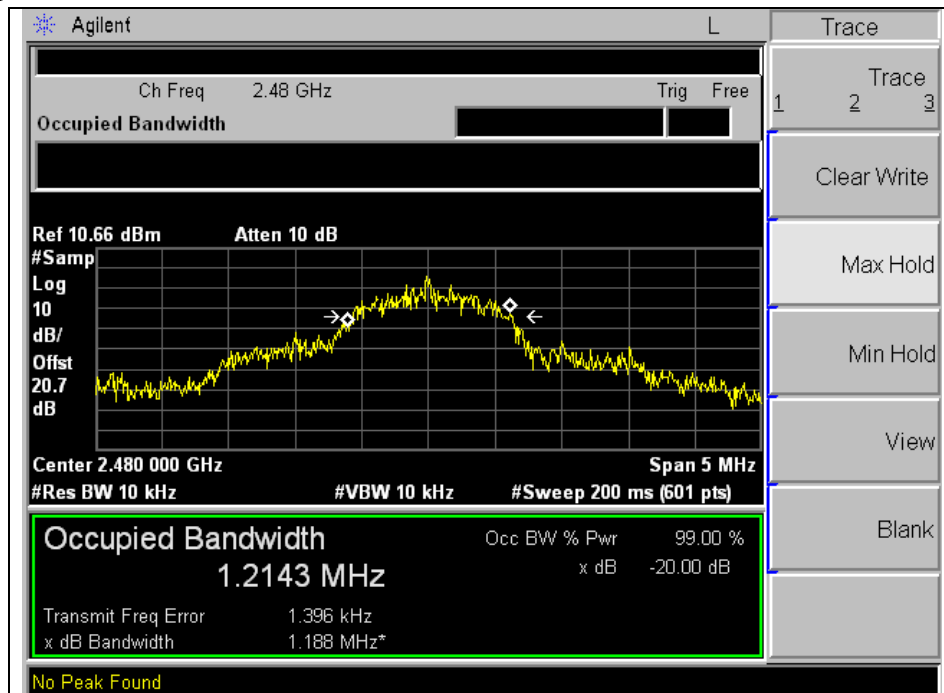 Agilent L Trace
Ch Freq 2.48 GHz Trig Free
Occupied Bandwidth
Trace
1 2 3
Clear Write
Ref 10.66 dBm Atten 10 dB
#Samp
Log
10
dB/
Offst
20.7
dB
Max Hold
Min Hold
View
Center 2.480 000 GHz Span 5 MHz
#Res BW 10 kHz #VBW 10 kHz #Sweep 200 ms (601 pts)
Occupied Bandwidth Occ BW % Pwr 99.00 %
1.2143 MHz x dB -20.00 dB
Transmit Freq Error 1.396 kHz
x dB Bandwidth 1.188 MHz*
Blank
No Peak Found